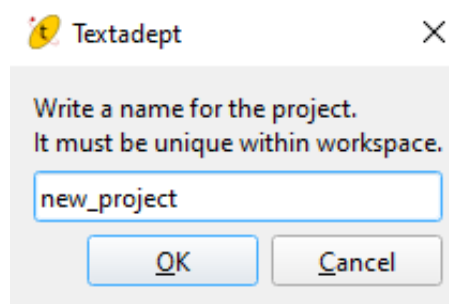 Textadept
Write a name for the project.
It must be unique within workspace.
new_project
OK
Cancel